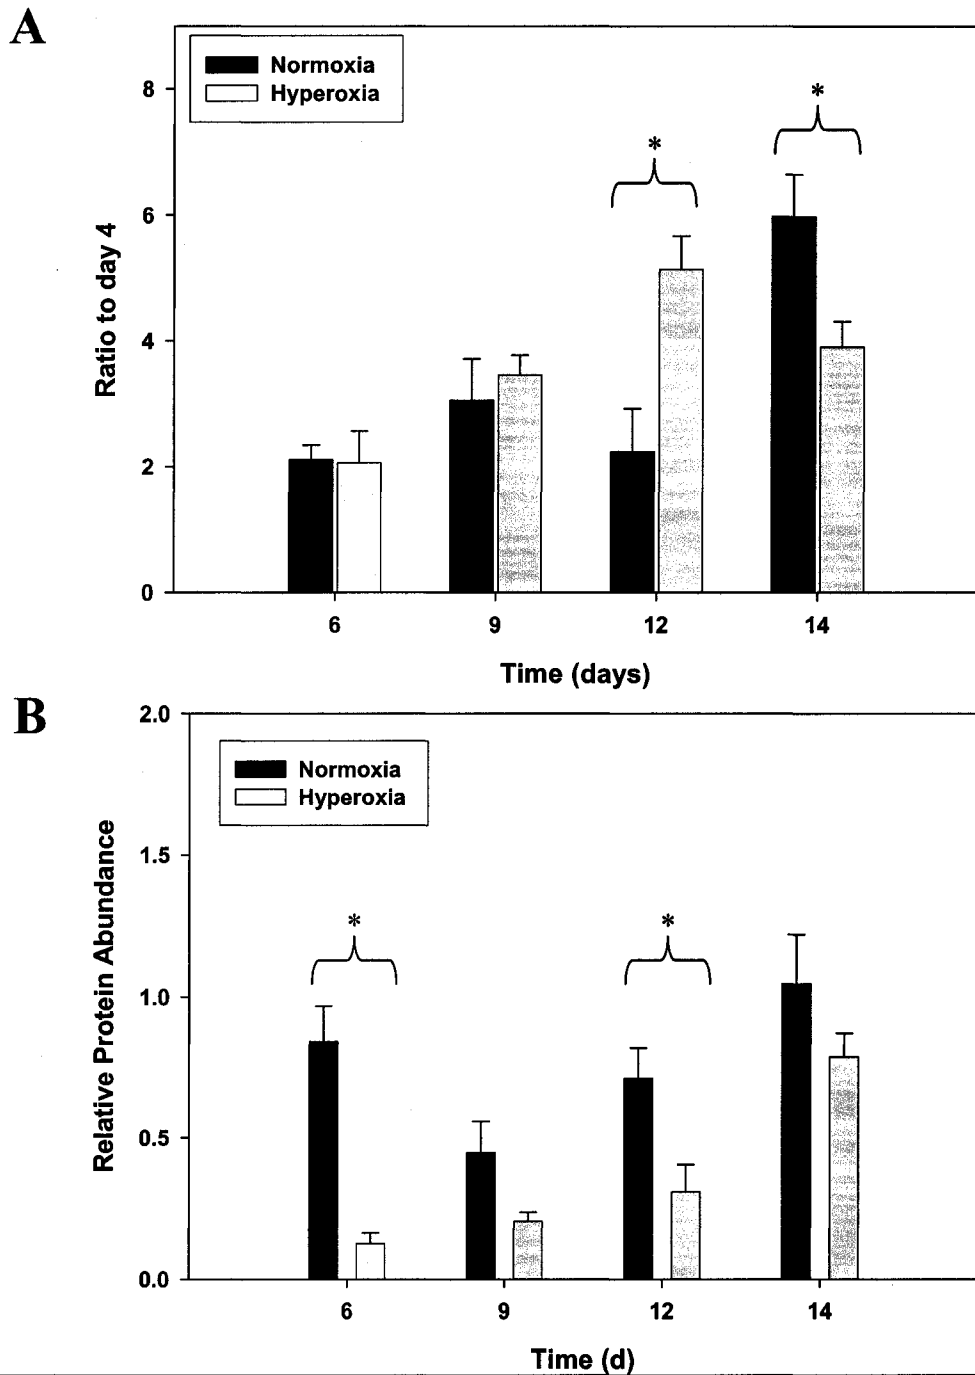 A
Normoxia
Hyperoxia
8
6
4
2
0
Ratio to day 4
*
*
6 9 12 14
Time (days)
B
2.0
1.5
1.0
0.5
0.0
Normoxia
Hyperoxia
Relative Protein Abundance
*
*
6 9 12 14
Time (d)